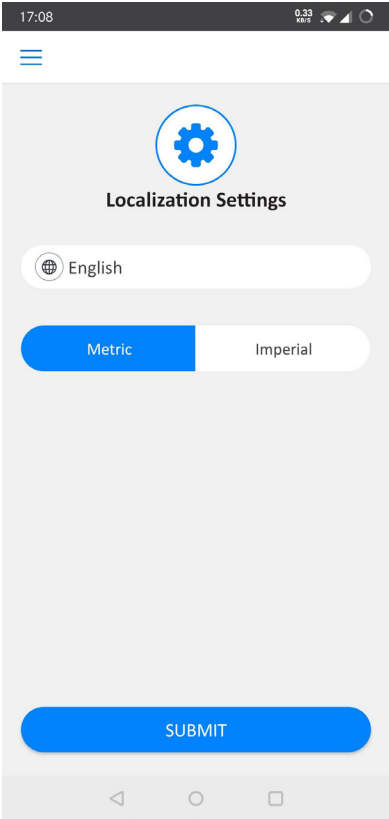 17:08
0.33
KB/S
Localization Settings
English
Metric
Imperial
SUBMIT